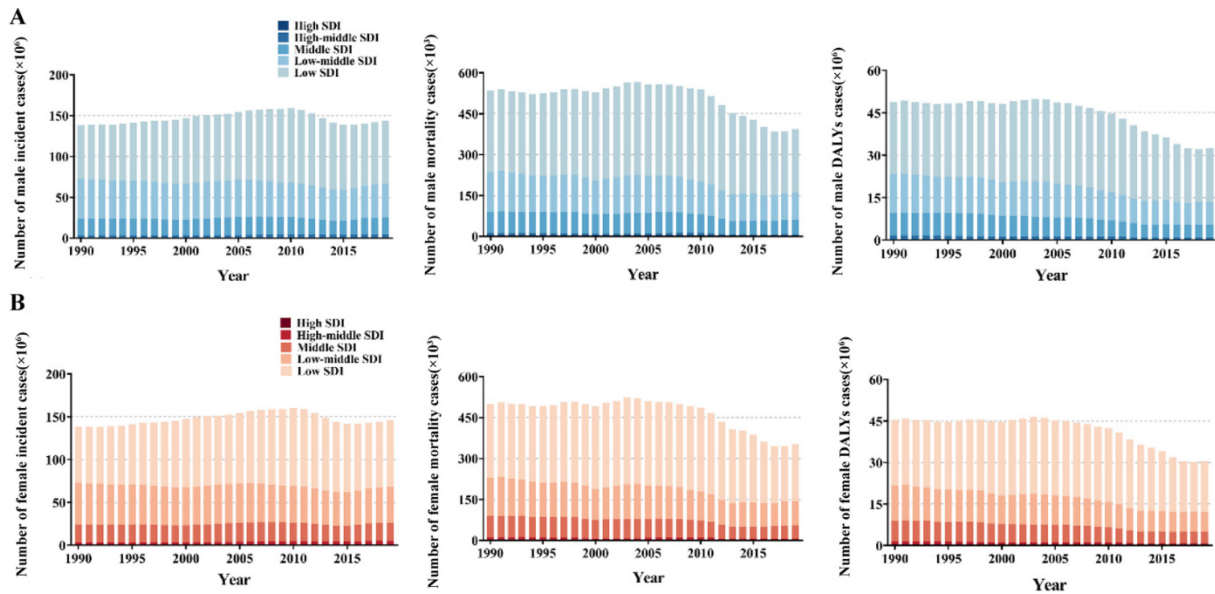 A
High SDI
High-middle SDI
Middle SDI
Low-middle SDI
Low SDI
Number of male incident cases(×10⁶)
200
150
100
50
0
1990 1995 2000 2005 2010 2015
Year
Number of male mortality cases(×10³)
600
450
300
150
0
1990 1995 2000 2005 2010 2015
Year
Number of male DALYs cases(×10⁶)
60
45
30
15
0
1990 1995 2000 2005 2010 2015
Year
B
High SDI
High-middle SDI
Middle SDI
Low-middle SDI
Low SDI
Number of female incident cases(×10⁶)
200
150
100
50
0
1990 1995 2000 2005 2010 2015
Year
Number of female mortality cases(×10³)
600
450
300
150
0
1990 1995 2000 2005 2010 2015
Year
Number of female DALYs cases(×10⁶)
60
45
30
15
0
1990 1995 2000 2005 2010 2015
Year